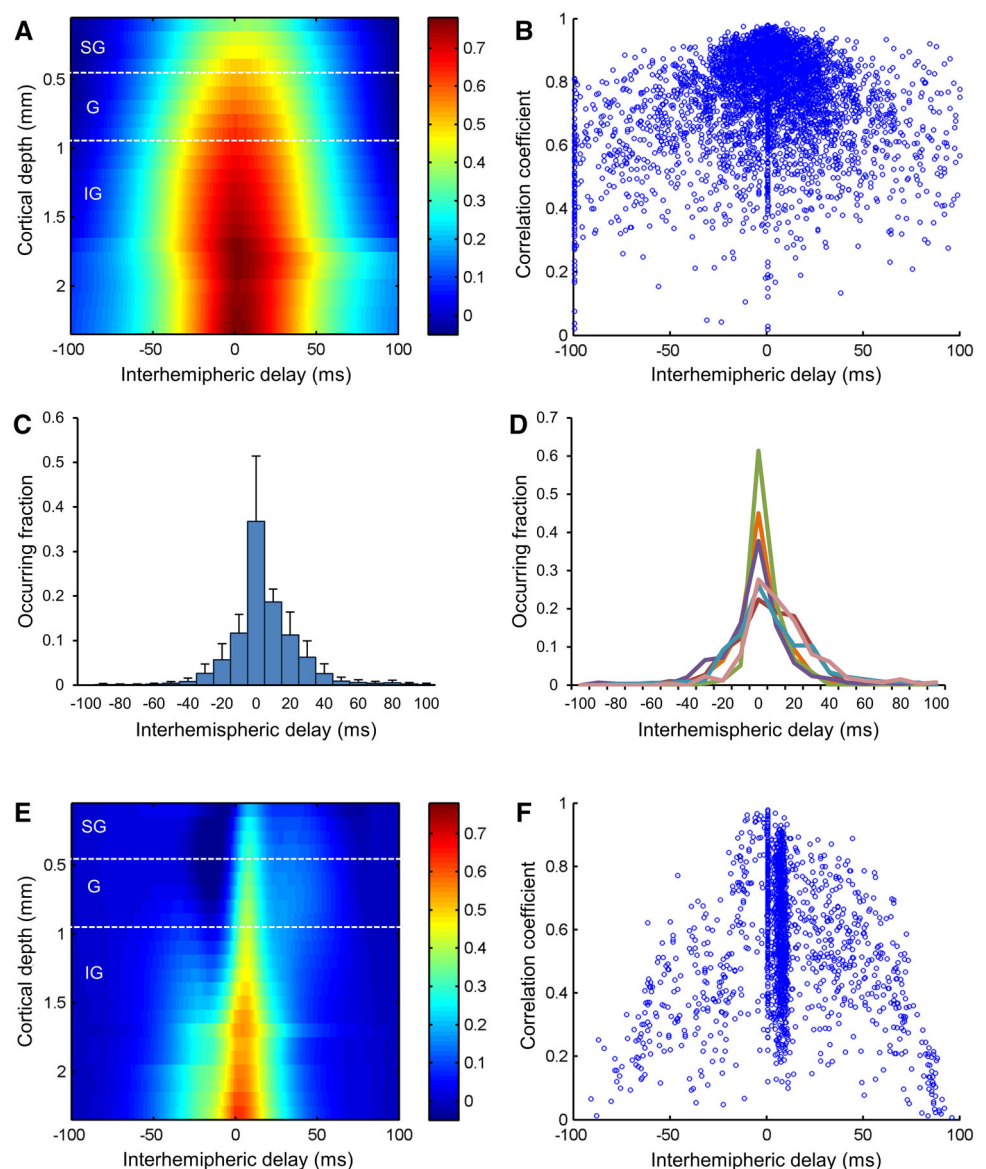 A
SG
G
IG
0.5
1
1.5
2
Cortical depth (mm)
-100 -50 0 50 100
Interhemipheric delay (ms)
0.7
0.6
0.5
0.4
0.3
0.2
0.1
0
B
1
0.8
0.6
0.4
0.2
0
Correlation coefficient
-100 -50 0 50 100
Interhemipheric delay (ms)
C
0.6
0.5
0.4
0.3
0.2
0.1
0
Occurring fraction
-100 -80 -60 -40 -20 0 20 40 60 80 100
Interhemispheric delay (ms)
D
0.7
0.6
0.5
0.4
0.3
0.2
0.1
0
Occurring fraction
-100 -80 -60 -40 -20 0 20 40 60 80 100
Interhemispheric delay (ms)
E
SG
G
IG
0.5
1
1.5
2
Cortical depth (mm)
-100 -50 0 50 100
Interhemispheric delay (ms)
0.7
0.6
0.5
0.4
0.3
0.2
0.1
0
F
1
0.8
0.6
0.4
0.2
0
Correlation coefficient
-100 -50 0 50 100
Interhemispheric delay (ms)